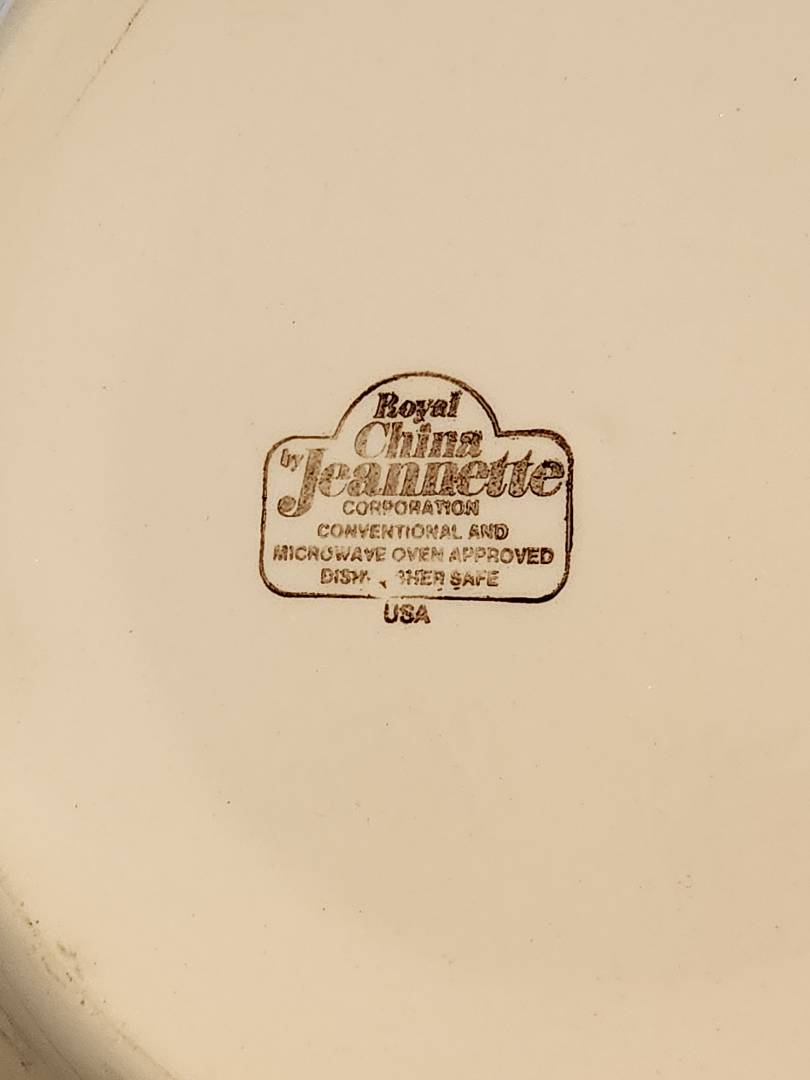 Royal
China
by Jeannette
CORPORATION
CONVENTIONAL AND
MICROWAVE OVEN APPROVED
SAFE
USA